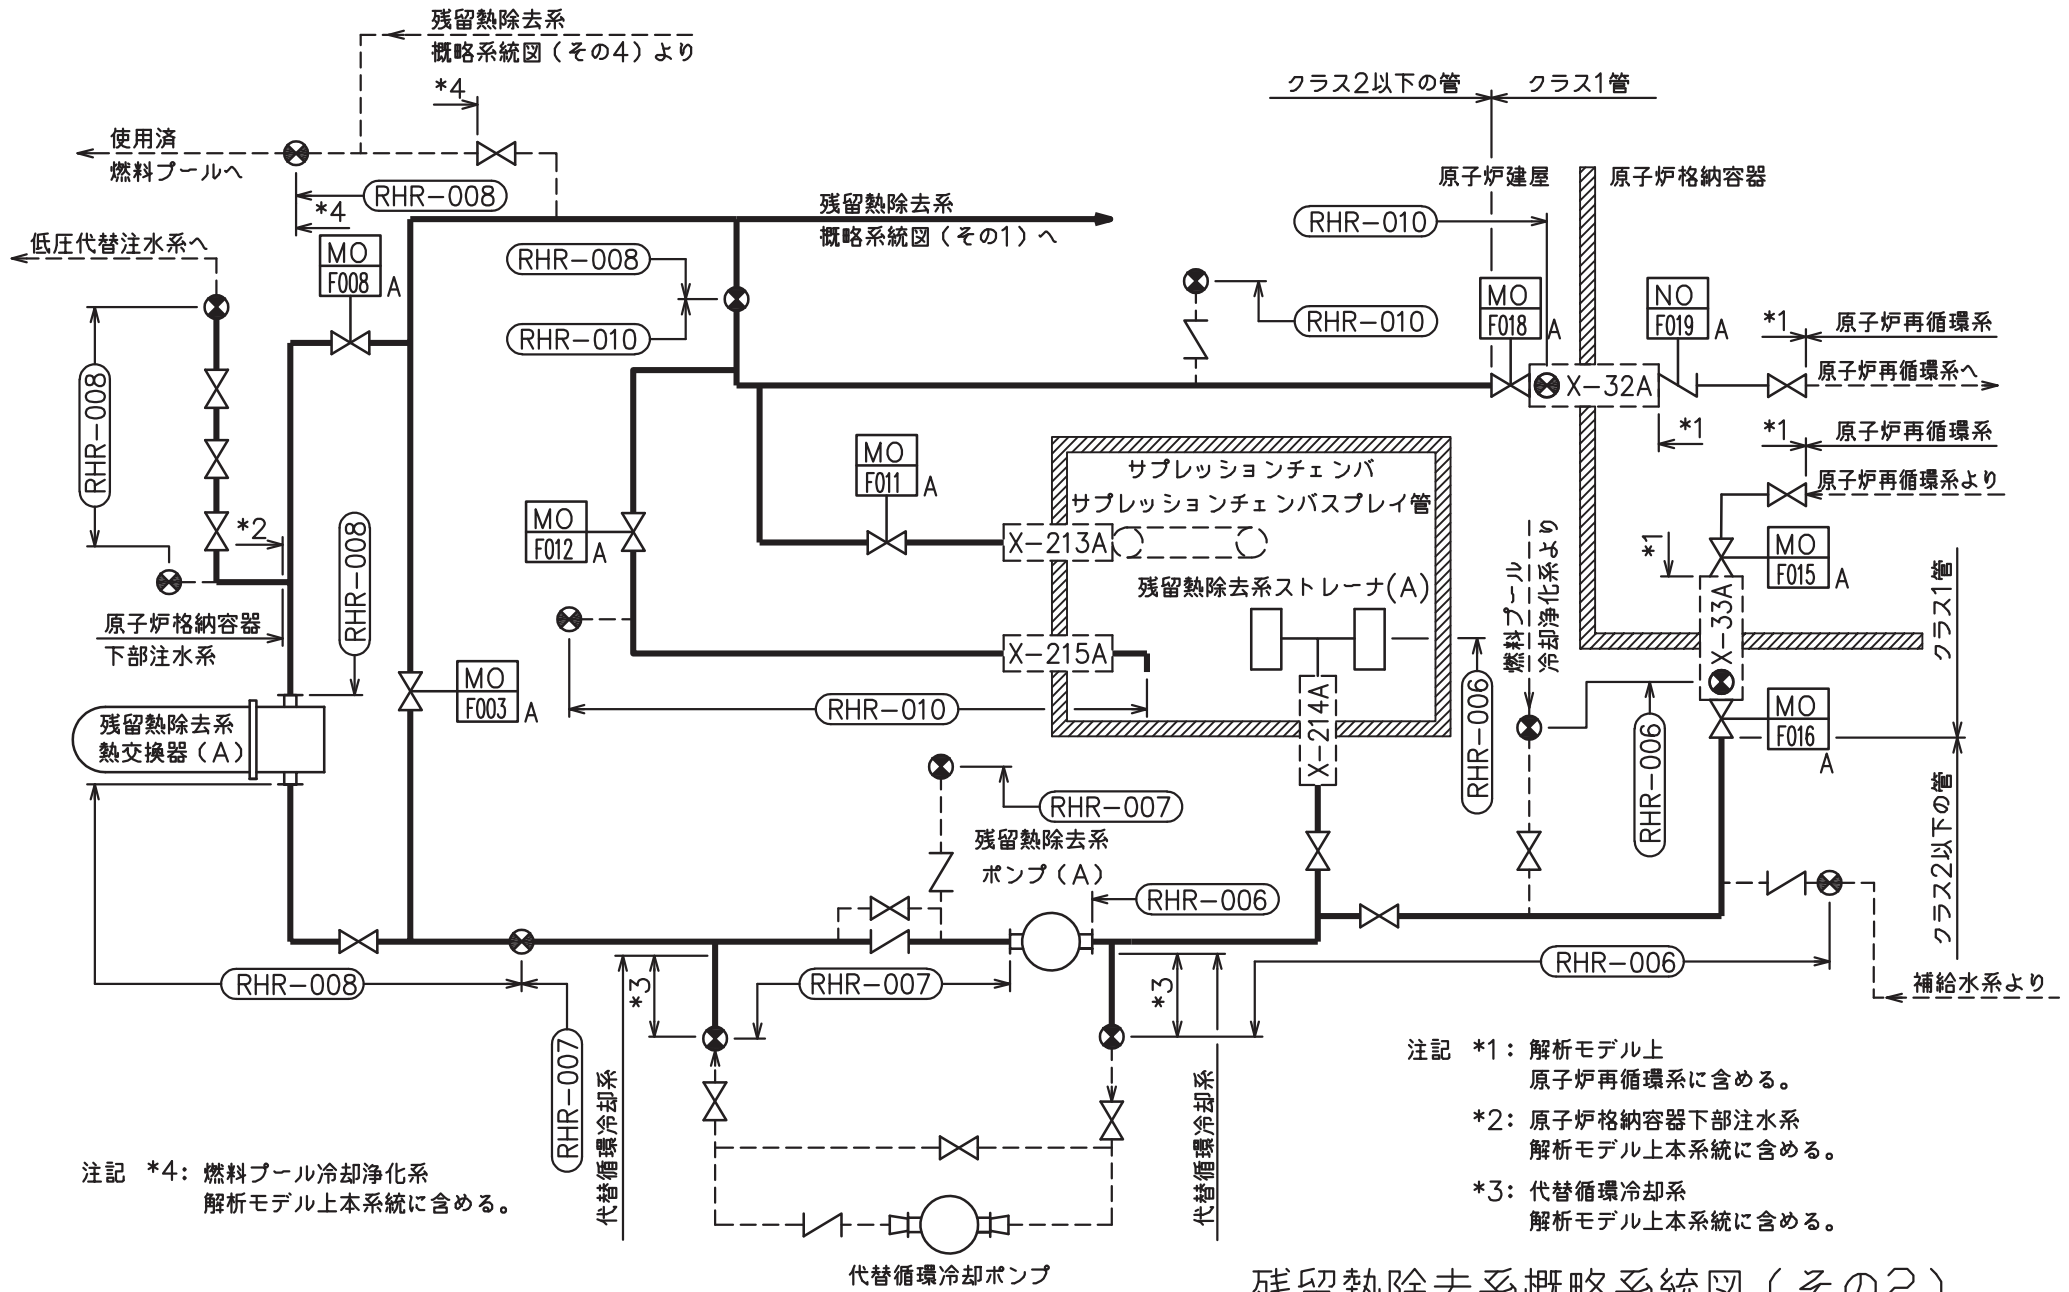 残留熱除去系
概略系統図（その4）より
*4
使用済
燃料プールへ
RHR-008
*4
クラス2以下の管
クラス1管
原子炉建屋
原子炉格納容器
残留熱除去系
概略系統図（その1）へ
RHR-010
低圧代替注水系へ
MO
F008
A
RHR-008
RHR-010
RHR-010
MO
F018
A
NO
F019
A
X-32A
*1
原子炉再循環系
原子炉再循環系へ
*1
*1
原子炉再循環系
原子炉再循環系より
RHR-008
*2
RHR-008
原子炉格納容器
下部注水系
MO
F011
A
MO
F012
A
サプレッションチェンバ
サプレッションチェンバスプレイ管
X-213A
残留熱除去系ストレーナ(A)
X-215A
X-214A
RHR-010
RHR-006
燃料プール
冷却浄化系より
*1
MO
F015
A
X-33A
クラス1管
MO
F016
A
RHR-006
クラス2以下の管
残留熱除去系
熱交換器（A）
MO
F003
A
RHR-007
残留熱除去系
ポンプ（A）
RHR-006
RHR-008
RHR-007
*3
RHR-007
*3
RHR-006
補給水系より
代替循環冷却系
代替循環冷却系
代替循環冷却ポンプ
注記 *1: 解析モデル上
原子炉再循環系に含める。
*2: 原子炉格納容器下部注水系
解析モデル上本系統に含める。
*3: 代替循環冷却系
解析モデル上本系統に含める。
注記 *4: 燃料プール冷却浄化系
解析モデル上本系統に含める。
残留熱除去系概略系統図（その2）